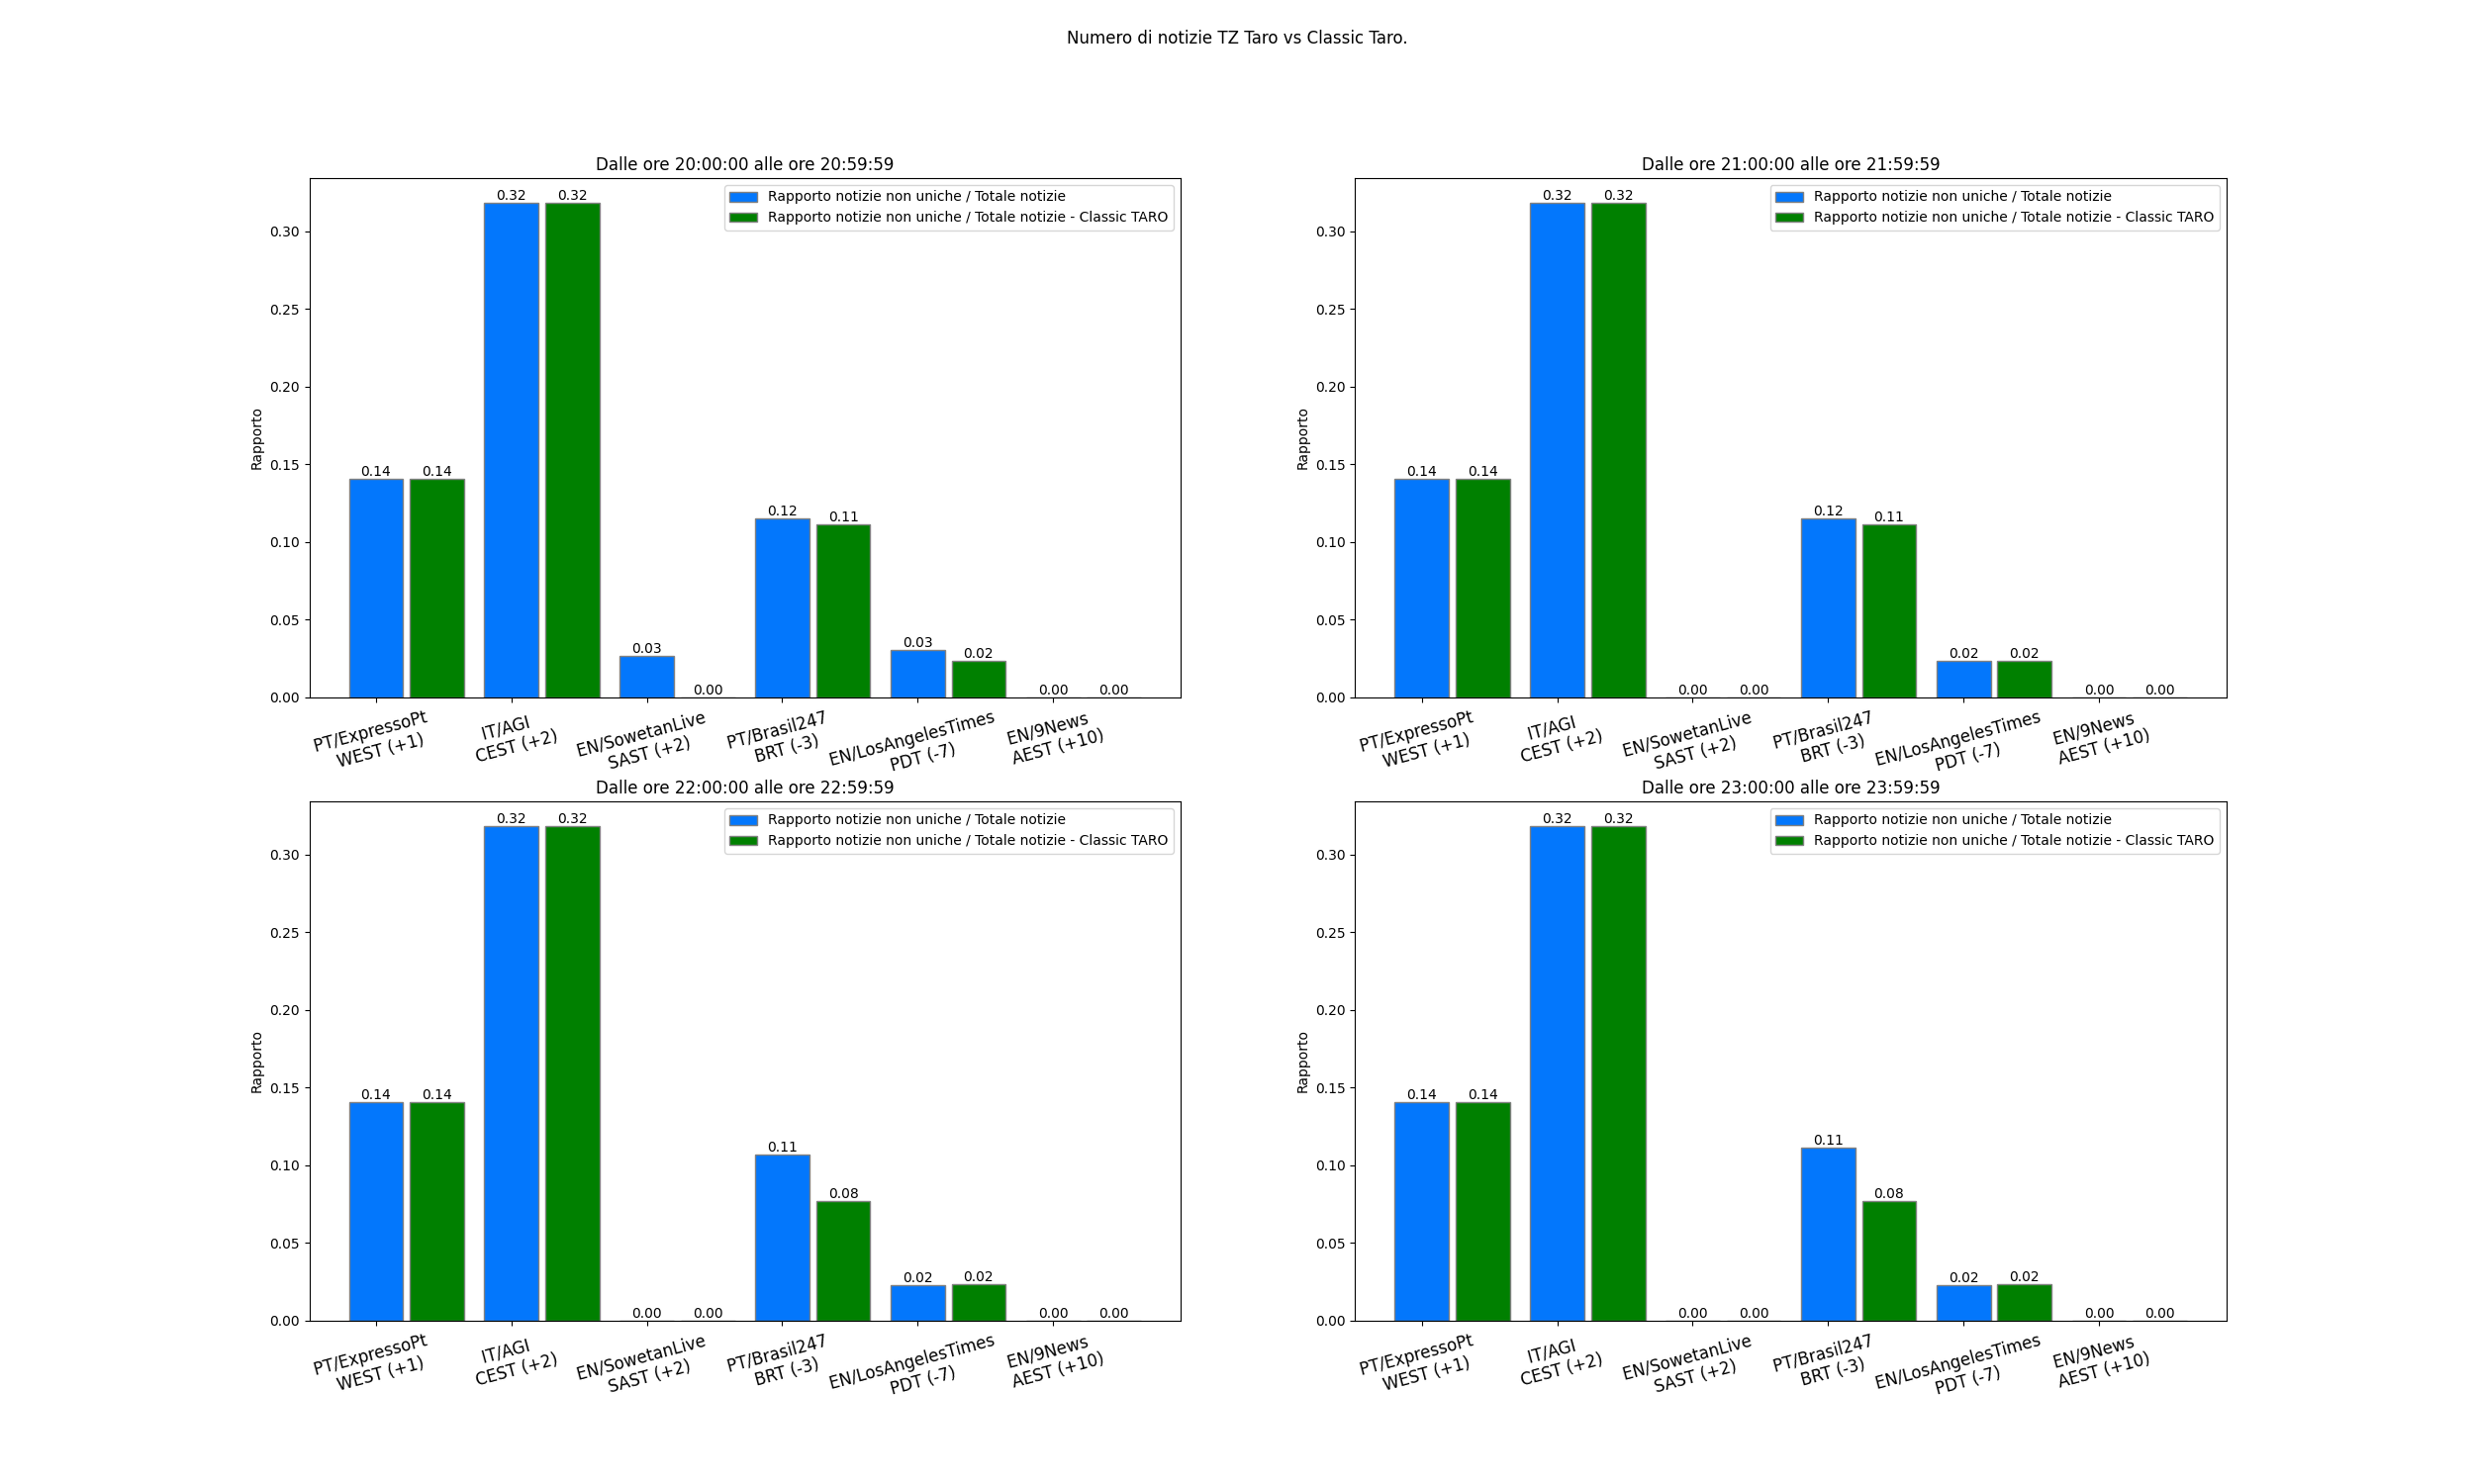 Numero di notizie TZ Taro vs Classic Taro.
Dalle ore 20:00:00 alle ore 20:59:59
Rapporto notizie non uniche / Totale notizie
Rapporto notizie non uniche / Totale notizie - Classic TARO
Rapporto
0.30
0.25
0.20
0.15
0.10
0.05
0.00
0.14
0.14
0.32
0.32
0.03
0.00
0.12
0.11
0.03
0.02
0.00
0.00
PT/ExpressoPt
WEST (+1)
IT/AGI
CEST (+2)
EN/SowetanLive
SAST (+2)
PT/Brasil247
BRT (-3)
EN/LosAngelesTimes
PDT (-7)
EN/9News
AEST (+10)
Dalle ore 21:00:00 alle ore 21:59:59
Rapporto notizie non uniche / Totale notizie
Rapporto notizie non uniche / Totale notizie - Classic TARO
Rapporto
0.30
0.25
0.20
0.15
0.10
0.05
0.00
0.14
0.14
0.32
0.32
0.00
0.00
0.12
0.11
0.02
0.02
0.00
0.00
PT/ExpressoPt
WEST (+1)
IT/AGI
CEST (+2)
EN/SowetanLive
SAST (+2)
PT/Brasil247
BRT (-3)
EN/LosAngelesTimes
PDT (-7)
EN/9News
AEST (+10)
Dalle ore 22:00:00 alle ore 22:59:59
Rapporto notizie non uniche / Totale notizie
Rapporto notizie non uniche / Totale notizie - Classic TARO
Rapporto
0.30
0.25
0.20
0.15
0.10
0.05
0.00
0.14
0.14
0.32
0.32
0.00
0.00
0.11
0.08
0.02
0.02
0.00
0.00
PT/ExpressoPt
WEST (+1)
IT/AGI
CEST (+2)
EN/SowetanLive
SAST (+2)
PT/Brasil247
BRT (-3)
EN/LosAngelesTimes
PDT (-7)
EN/9News
AEST (+10)
Dalle ore 23:00:00 alle ore 23:59:59
Rapporto notizie non uniche / Totale notizie
Rapporto notizie non uniche / Totale notizie - Classic TARO
Rapporto
0.30
0.25
0.20
0.15
0.10
0.05
0.00
0.14
0.14
0.32
0.32
0.00
0.00
0.11
0.08
0.02
0.02
0.00
0.00
PT/ExpressoPt
WEST (+1)
IT/AGI
CEST (+2)
EN/SowetanLive
SAST (+2)
PT/Brasil247
BRT (-3)
EN/LosAngelesTimes
PDT (-7)
EN/9News
AEST (+10)